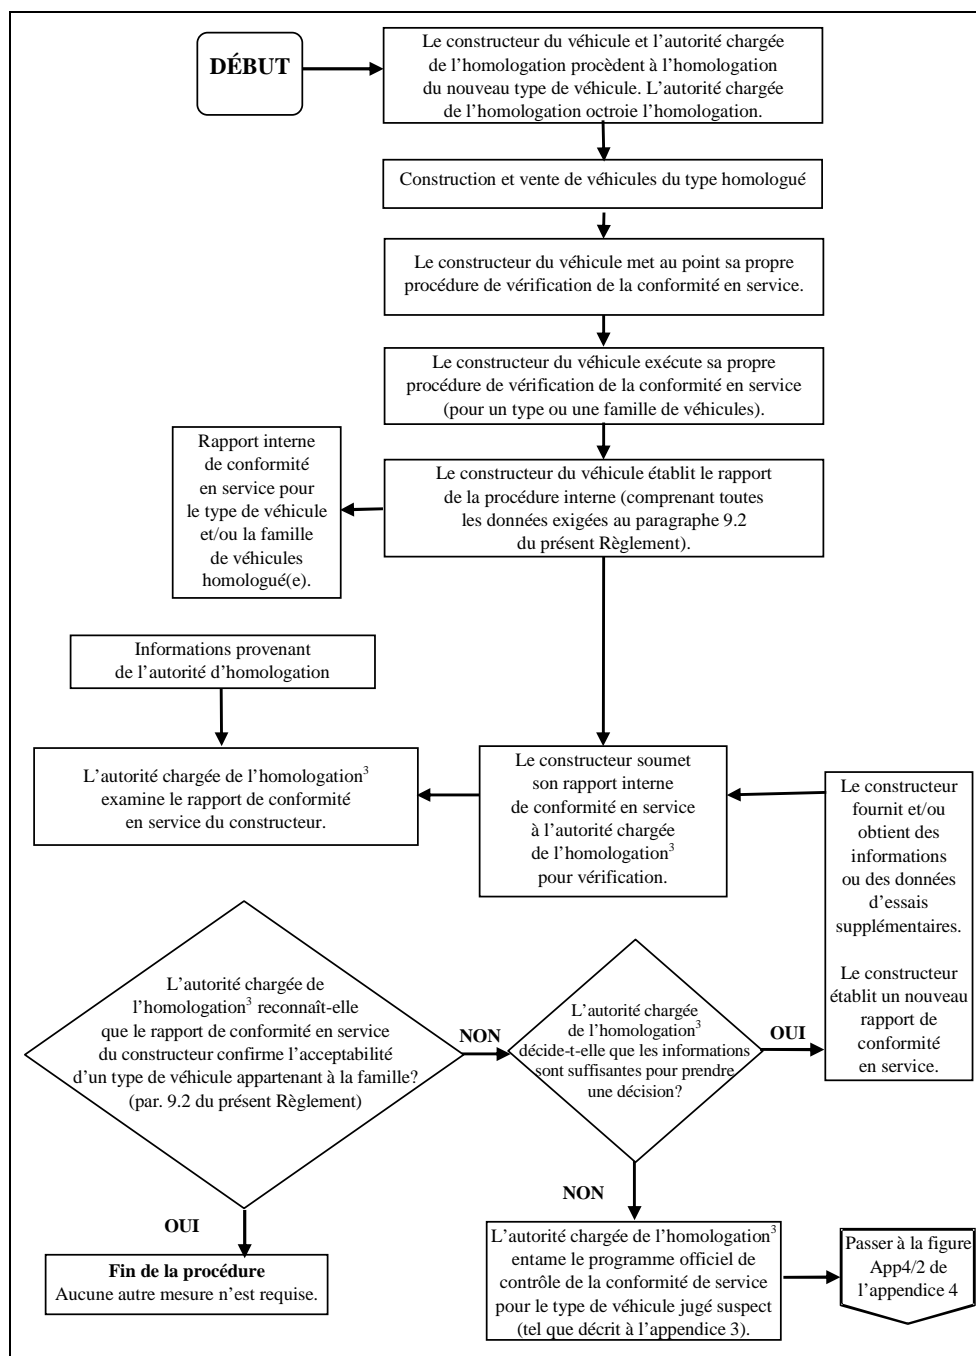 DÉBUT
Le constructeur du véhicule et l’autorité chargée
de l’homologation procèdent à l’homologation
du nouveau type de véhicule. L’autorité chargée
de l’homologation octroie l’homologation.
Construction et vente de véhicules du type homologué
Le constructeur du véhicule met au point sa propre
procédure de vérification de la conformité en service.
Le constructeur du véhicule exécute sa propre
procédure de vérification de la conformité en service
(pour un type ou une famille de véhicules).
Rapport interne
de conformité
en service pour
le type de véhicule
et/ou la famille
de véhicules
homologué(e).
Le constructeur du véhicule établit le rapport
de la procédure interne (comprenant toutes
les données exigées au paragraphe 9.2
du présent Règlement).
Informations provenant
de l’autorité d’homologation
L’autorité chargée de l’homologation³
examine le rapport de conformité
en service du constructeur.
Le constructeur soumet
son rapport interne
de conformité en service
à l’autorité chargée
de l’homologation³
pour vérification.
Le constructeur
fournit et/ou
obtient des
informations
ou des données
d’essais
supplémentaires.
Le constructeur
établit un nouveau
rapport de
conformité
en service.
L’autorité chargée de
l’homologation³ reconnaît-elle
que le rapport de conformité en service
du constructeur confirme l’acceptabilité
d’un type de véhicule appartenant à la famille?
(par. 9.2 du présent Règlement)
NON
L’autorité chargée
de l’homologation³
décide-t-elle que les informations
sont suffisantes pour prendre
une décision?
OUI
NON
OUI
Fin de la procédure
Aucune autre mesure n’est requise.
L’autorité chargée de l’homologation³
entame le programme officiel de
contrôle de la conformité de service
pour le type de véhicule jugé suspect
(tel que décrit à l’appendice 3).
Passer à la figure
App4/2 de
l’appendice 4